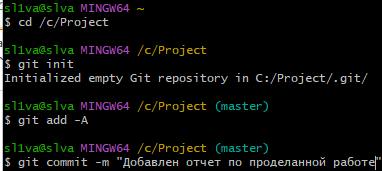 sl1va@slva MINGW64 ~
$ cd /c/Project
sl1va@slva MINGW64 /c/Project
$ git init
Initialized empty Git repository in C:/Project/.git/
sl1va@slva MINGW64 /c/Project (master)
$ git add -A
sl1va@slva MINGW64 /c/Project (master)
$ git commit -m "Добавлен отчет по проделанной работе"